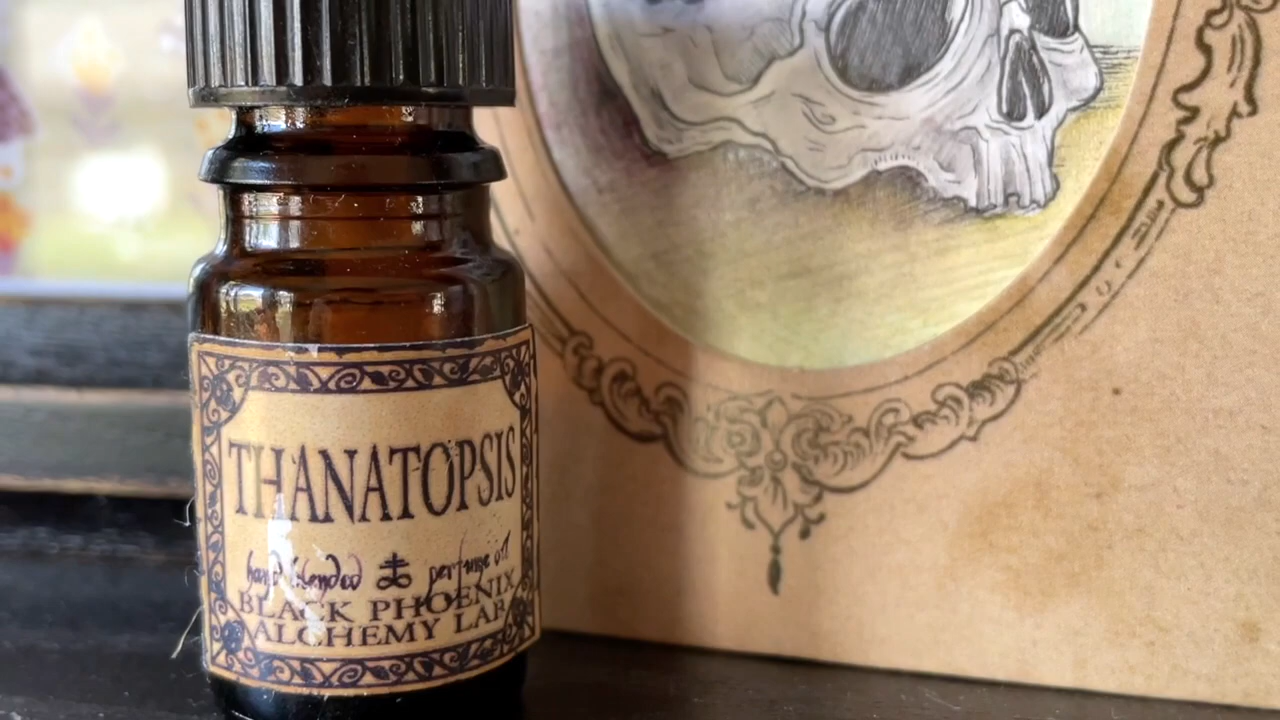 THANATOPSIS
hand blended perfume oil
BLACK PHOENIX
ALCHEMY LAB